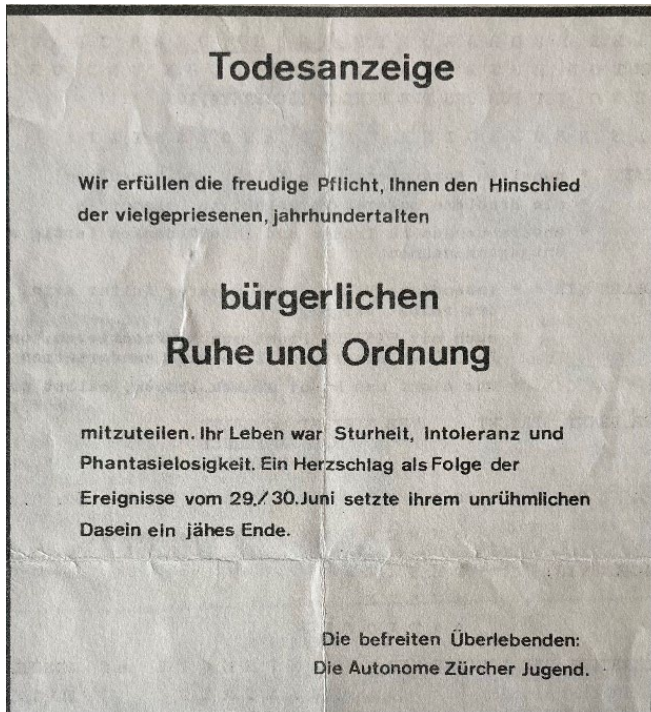 Todesanzeige
Wir erfüllen die freudige Pflicht, Ihnen den Hinschied
der vielgepriesenen, jahrhundertalten
bürgerlichen
Ruhe und Ordnung
mitzuteilen. Ihr Leben war Sturheit, Intoleranz und
Phantasielosigkeit. Ein Herzschlag als Folge der
Ereignisse vom 29./30. Juni setzte ihrem unrühmlichen
Dasein ein jähes Ende.
Die befreiten Überlebenden:
Die Autonome Zürcher Jugend.